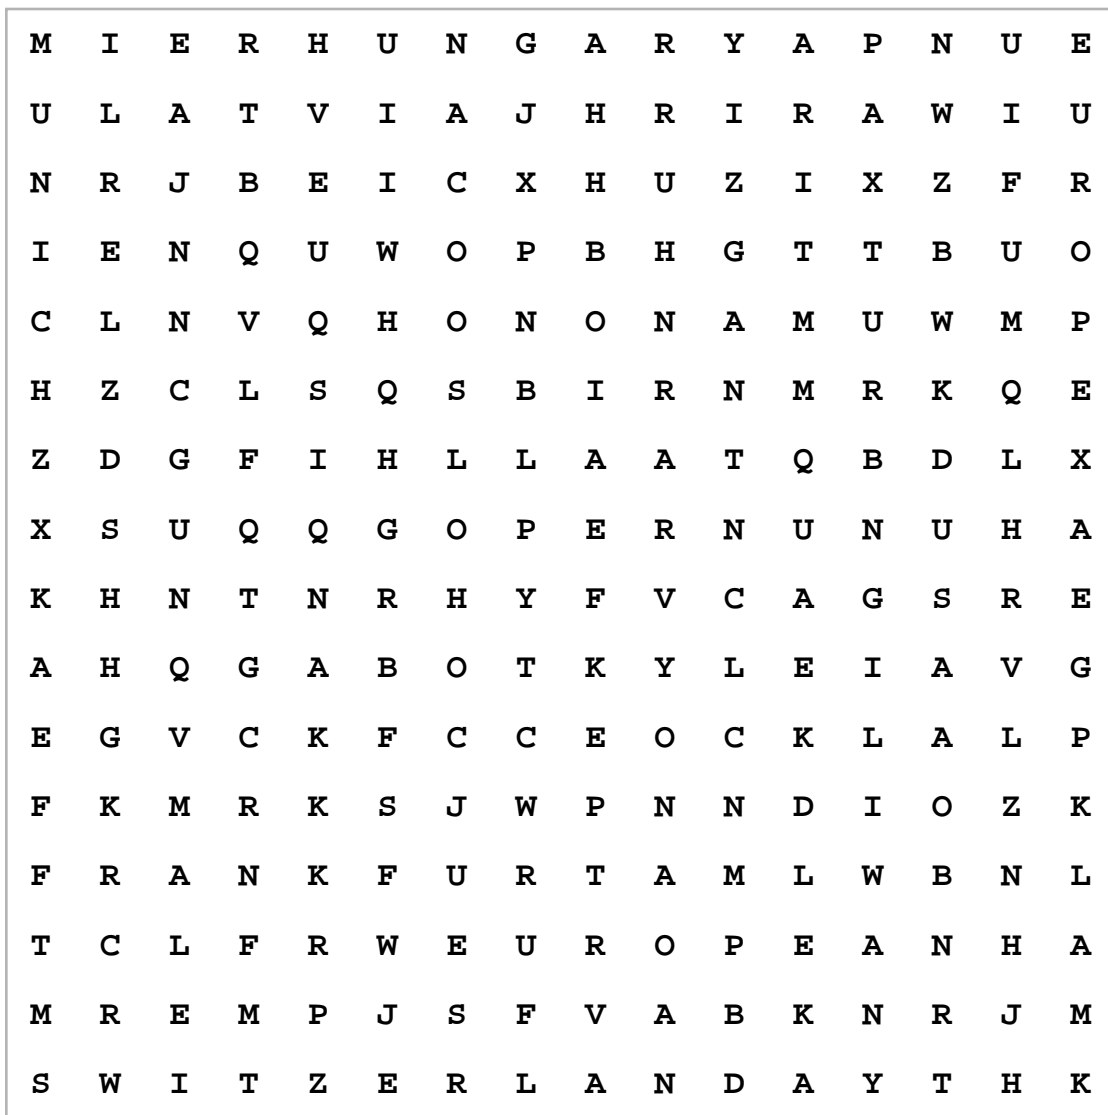 M I E R H U N G A R Y A P N U E
U L A T V I A J H R I R A W I U
N R J B E I C X H U Z I X Z F R
I E N Q U W O P B H G T T B U O
C L N V Q H O N O N A M U W M P
H Z C L S Q S B I R N M R K Q E
Z D G F I H L L A A T Q B D L X
X S U Q Q G O P E R N U N U H A
K H N T N R H Y F V C A G S R E
A H Q G A B O T K Y L E I A V G
E G V C K F C C E O C K L A L P
F K M R K S J W P N N D I O Z K
F R A N K F U R T A M L W B N L
T C L F R W E U R O P E A N H A
M R E M P J S F V A B K N R J M
S W I T Z E R L A N D A Y T H K